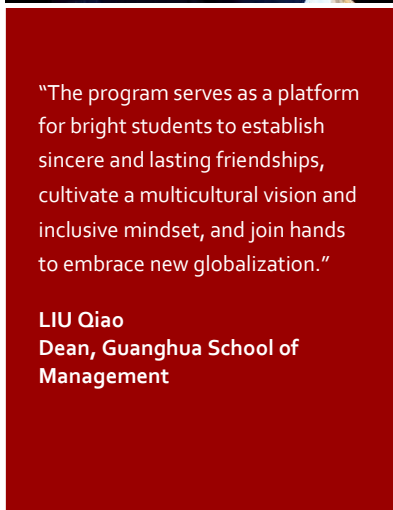 “The program serves as a platform
for bright students to establish
sincere and lasting friendships,
cultivate a multicultural vision and
inclusive mindset, and join hands
to embrace new globalization.”
LIU Qiao
Dean, Guanghua School of
Management